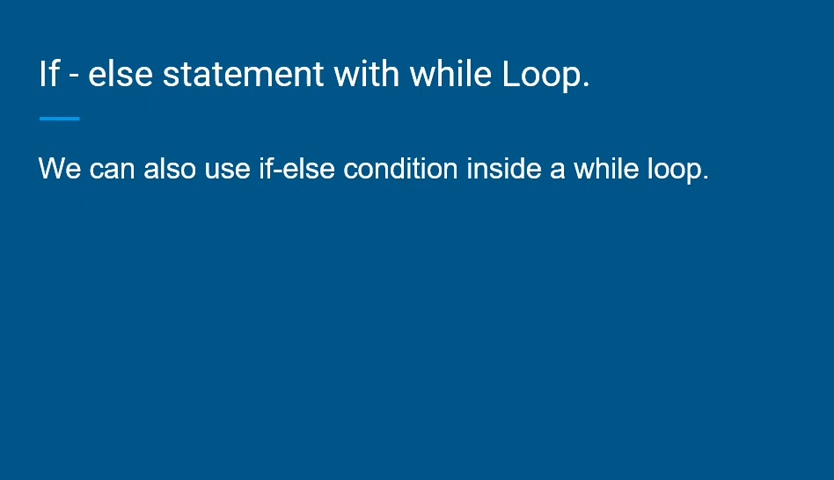 If - else statement with while Loop.
We can also use if-else condition inside a while loop.